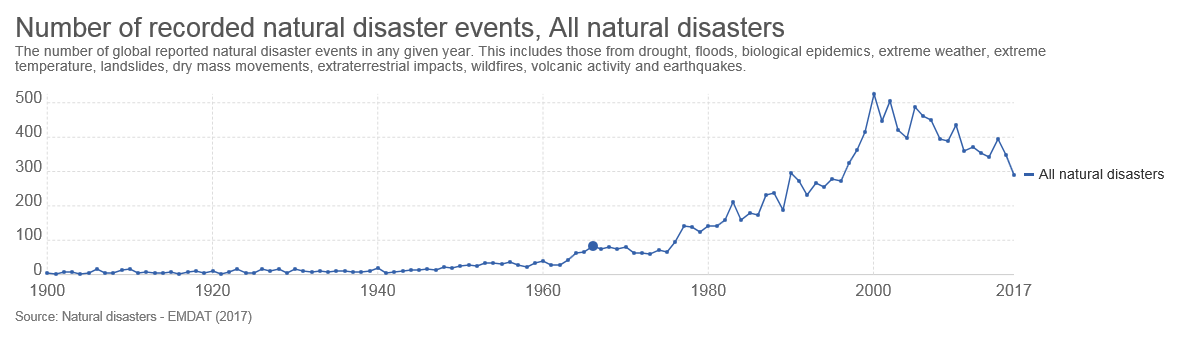 Number of recorded natural disaster events, All natural disasters
The number of global reported natural disaster events in any given year. This includes those from drought, floods, biological epidemics, extreme weather, extreme
temperature, landslides, dry mass movements, extraterrestrial impacts, wildfires, volcanic activity and earthquakes.
500
400
300
200
100
0
All natural disasters
1900 1920 1940 1960 1980 2000 2017
Source: Natural disasters - EMDAT (2017)